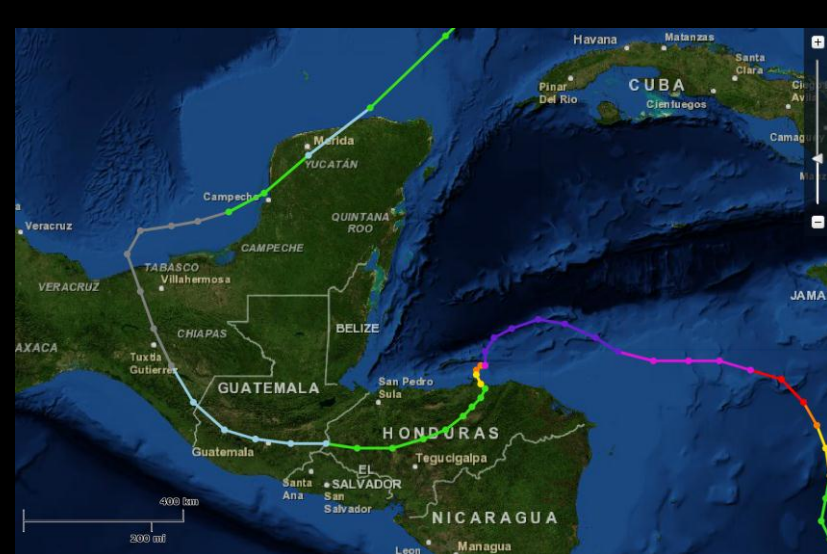 Havana
Matanzas
+
Santa
Clara
Pinar
Del Rio
CUBA
Cienfuegos
Merida
YUCATÁN
Campeche
QUINTANA
ROO
Veracruz
CAMPECHE
TABASCO
Villahermosa
VERACRUZ
JAMA
BELIZE
CHIAPAS
AXACA
Tuxtla
Gutierrez
GUATEMALA
San Pedro
Sula
HONDURAS
Guatemala
Tegucigalpa
EL
SALVADOR
Santa
Ana
San
Salvador
400 km
200 mi
NICARAGUA
Leon
Managua